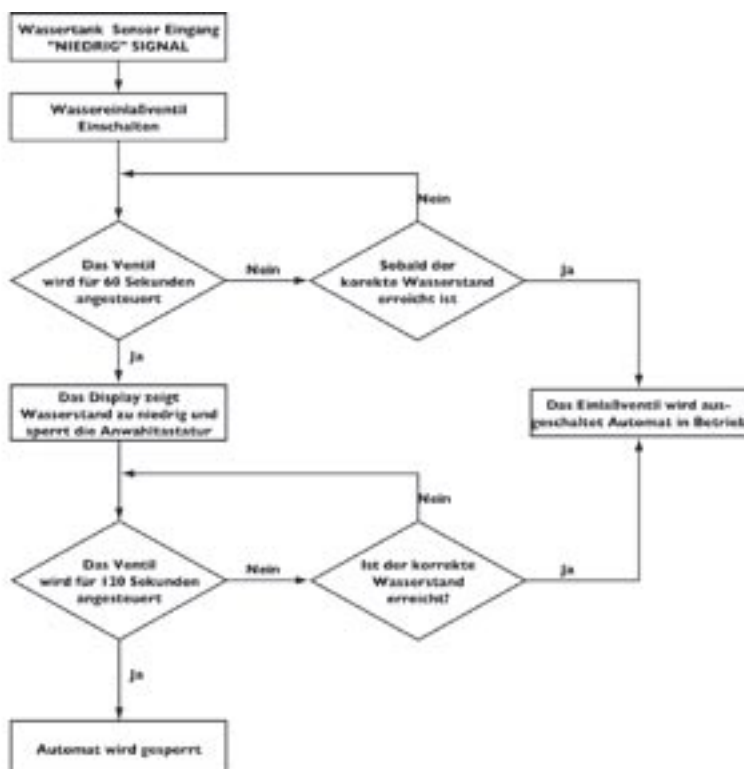 Wassertank Sensor Eingang
"NIEDRIG" SIGNAL
Wassereinlaßventil
Einschalten
Nein
Das Ventil
wird für 60 Sekunden
angesteuert
Nein
Sobald der
korekte Wasserstand
erreicht ist
Ja
Ja
Das Display zeigt
Wasserstand zu niedrig und
sperrt die Anwahltastatur
Das Einlaßventil wird aus-
geschaltet Automat in Betrieb
Nein
Das Ventil
wird für 120 Sekunden
angesteuert
Nein
Ist der korrekte
Wasserstand
erreicht?
Ja
Ja
Automat wird gesperrt